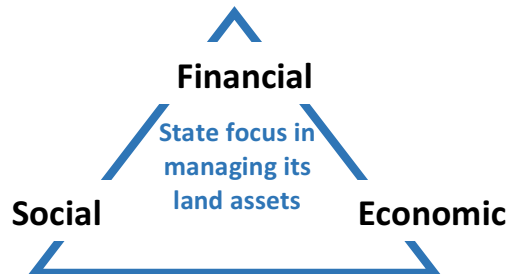 Financial
State focus in
managing its
land assets
Social
Economic